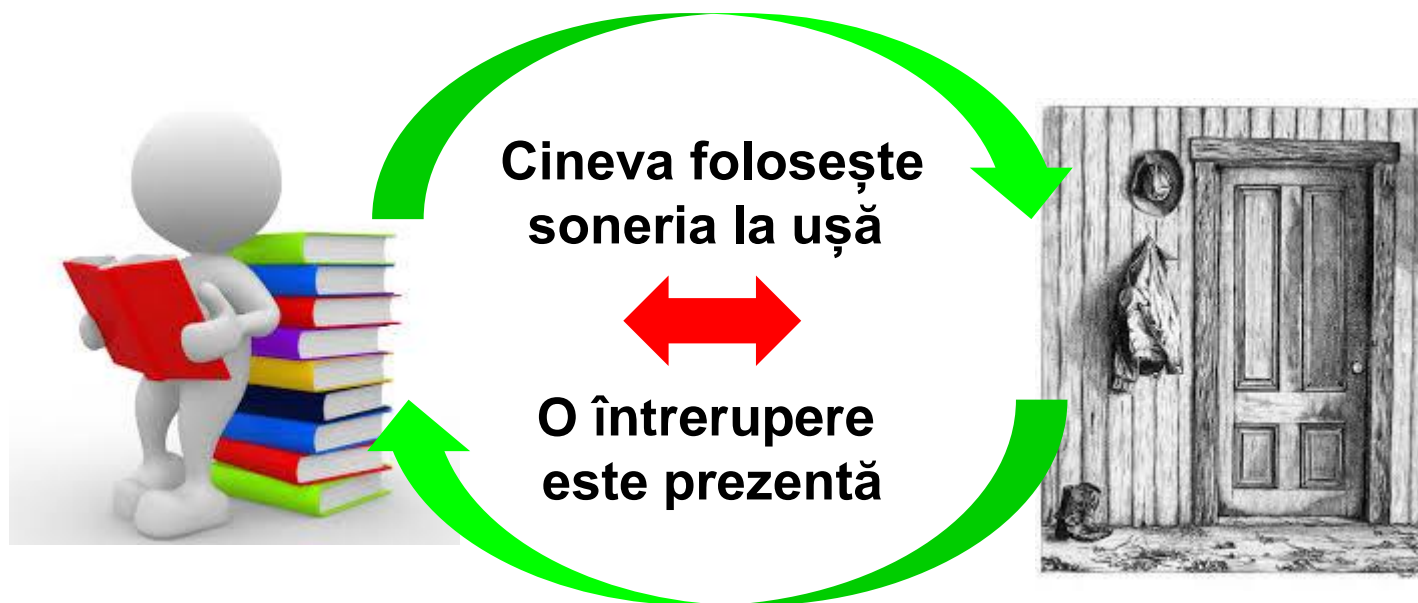 Cineva folosește
soneria la ușă
O întrerupere
este prezentă